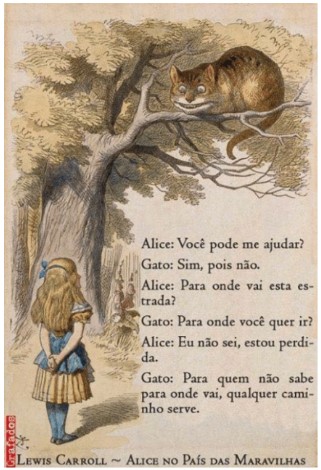 Alice: Você pode me ajudar?
Gato: Sim, pois não.
Alice: Para onde vai esta es-
trada?
Gato: Para onde você quer ir?
Alice: Eu não sei, estou perdi-
da.
Gato: Para quem não sabe
para onde vai, qualquer cami-
nho serve.
Grafados
Lewis Carroll ~ Alice no País das Maravilhas